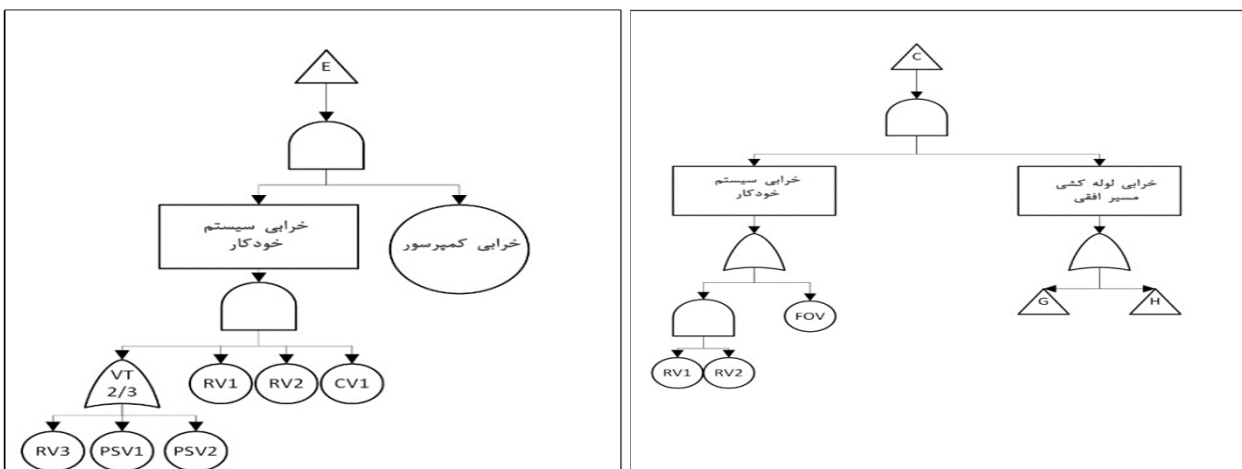 E
خرابی سیستم
خودکار
خرابی کمپرسور
VT
2/3
RV1
RV2
CV1
RV3
PSV1
PSV2
C
خرابی سیستم
خودکار
خرابی لوله کشی
مسیر افقی
FOV
G
H
RV1
RV2